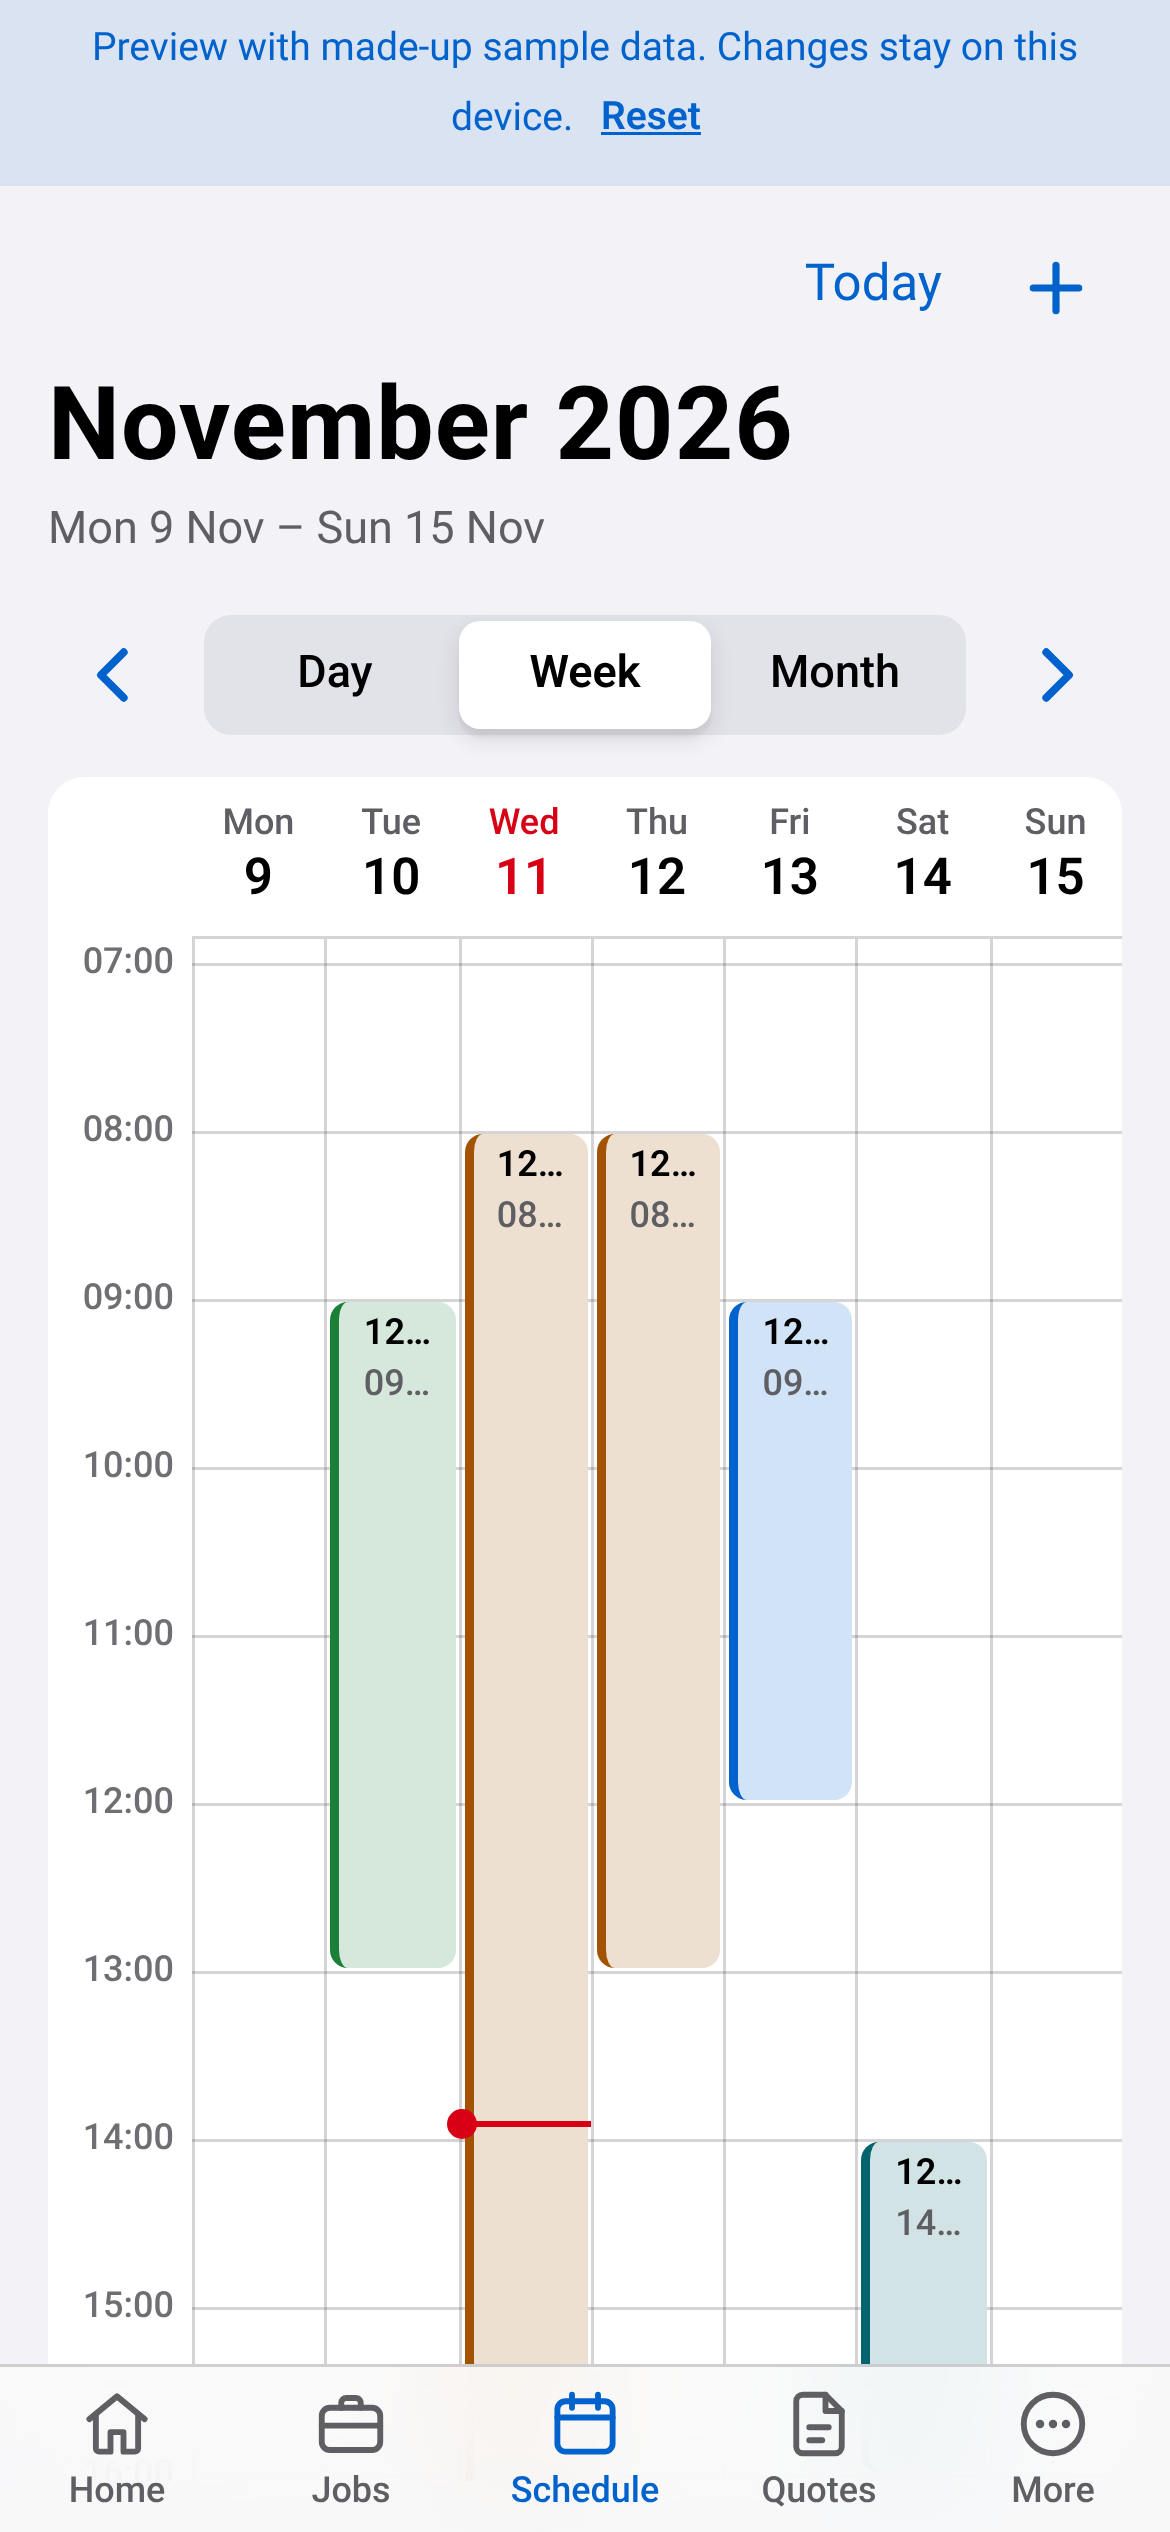 Preview with made-up sample data. Changes stay on this
device. Reset
Today
November 2026
Mon 9 Nov – Sun 15 Nov
Day Week Month
Mon Tue Wed Thu Fri Sat Sun
9 10 11 12 13 14 15
07:00
08:00
12... 12...
08... 08...
09:00
12... 12...
09... 09...
10:00
11:00
12:00
13:00
14:00
12...
14...
15:00
16:00
Home Jobs Schedule Quotes More